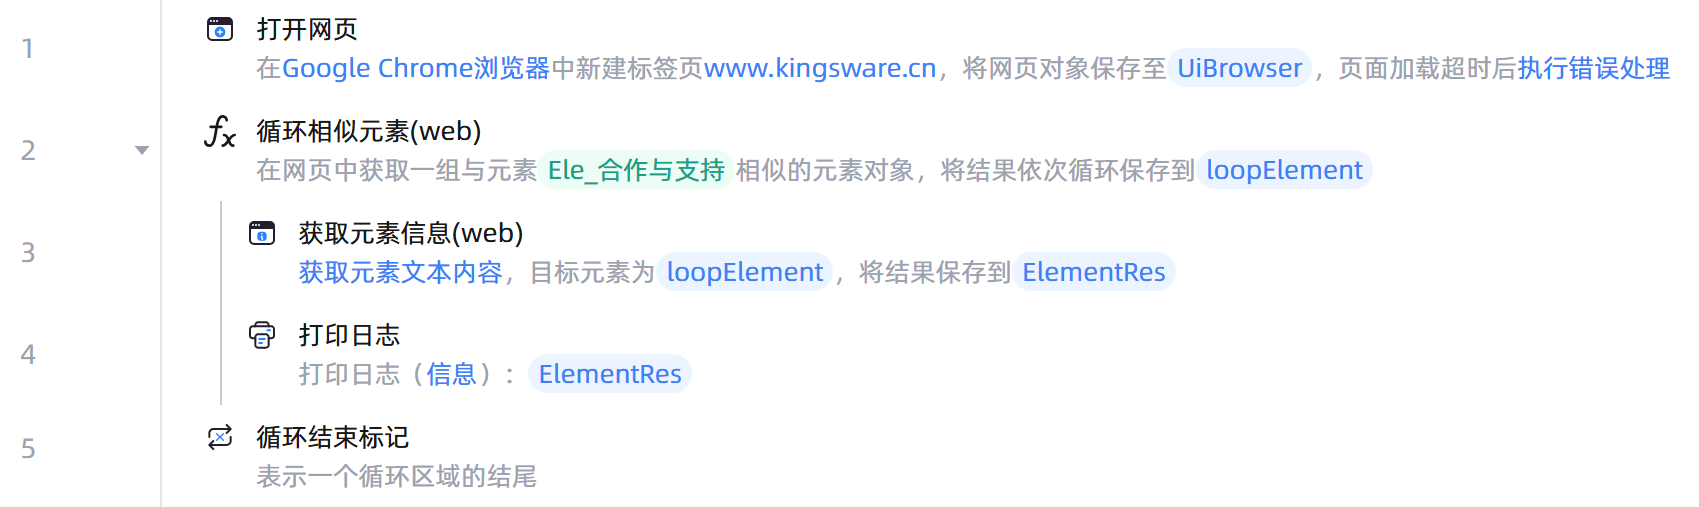 1
打开网页
在Google Chrome浏览器中新建标签页www.kingsware.cn，将网页对象保存至 UiBrowser ，页面加载超时后执行错误处理
2
循环相似元素(web)
在网页中获取一组与元素 Ele_合作与支持 相似的元素对象，将结果依次循环保存到 loopElement
3
获取元素信息(web)
获取元素文本内容，目标元素为 loopElement ，将结果保存到 ElementRes
4
打印日志
打印日志（信息）： ElementRes
5
循环结束标记
表示一个循环区域的结尾